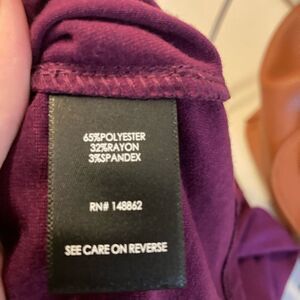 65%POLYESTER
32%RAYON
3%SPANDEX
RN# 148862
SEE CARE ON REVERSE